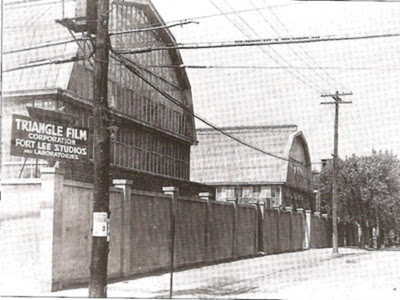 TRIANGLE FILM
CORPORATION
FORT LEE STUDIOS
AND LABORATORIES